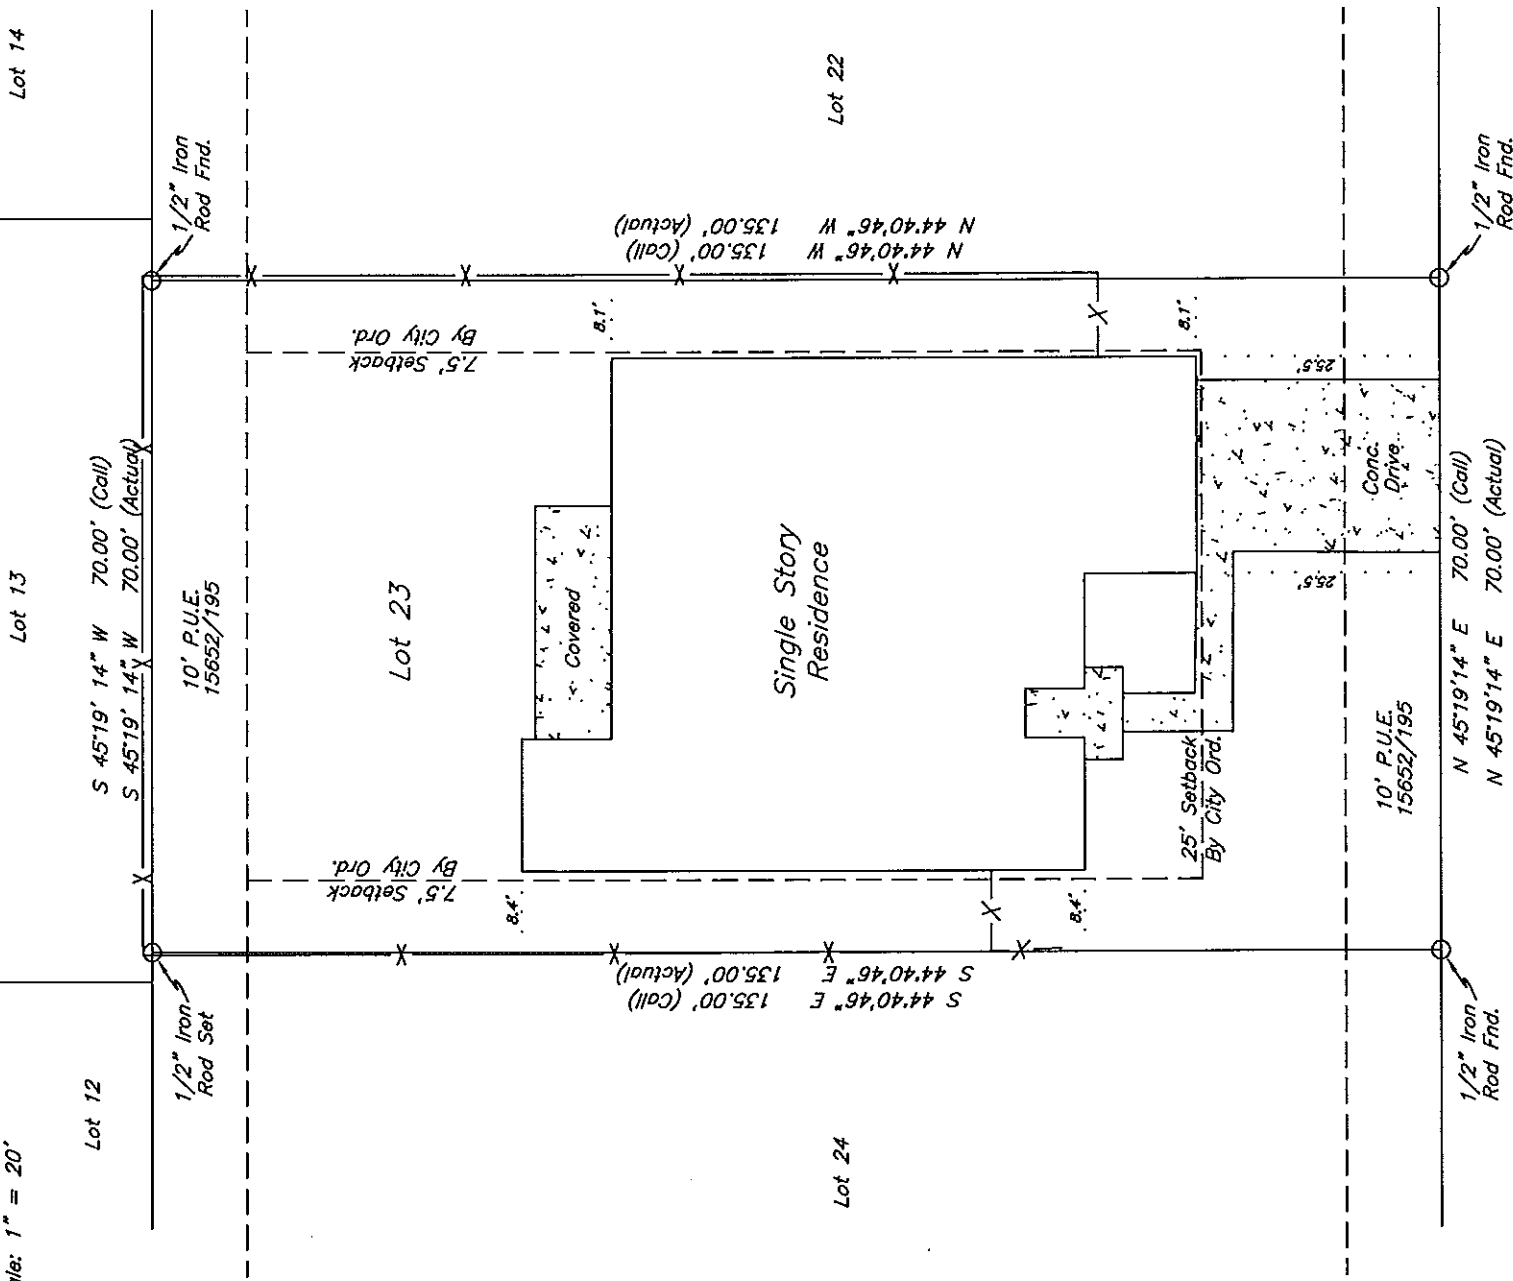 Lot 14
Lot 13
Lot 12
ale: 1" = 20'
1/2" Iron
Rod Fnd.
1/2" Iron
Rod Set
S 45°19' 14" W 70.00' (Call)
S 45°19' 14" W 70.00' (Actual)
10' P.U.E.
15652/195
Lot 22
N 44°40'46" W 135.00' (Actual)
N 44°40'46" W 135.00' (Call)
7.5' Setback
By City Ord.
8.1'
8.1'
Lot 23
Covered
Single Story
Residence
7.5' Setback
By City Ord.
8.4'
8.4'
25' Setback
By City Ord.
25.5'
25.5'
Conc.
Drive
S 44°40'46" E 135.00' (Actual)
S 44°40'46" E 135.00' (Call)
Lot 24
10' P.U.E.
15652/195
N 45°19'14" E 70.00' (Call)
N 45°19'14" E 70.00' (Actual)
1/2" Iron
Rod Fnd.
1/2" Iron
Rod Fnd.